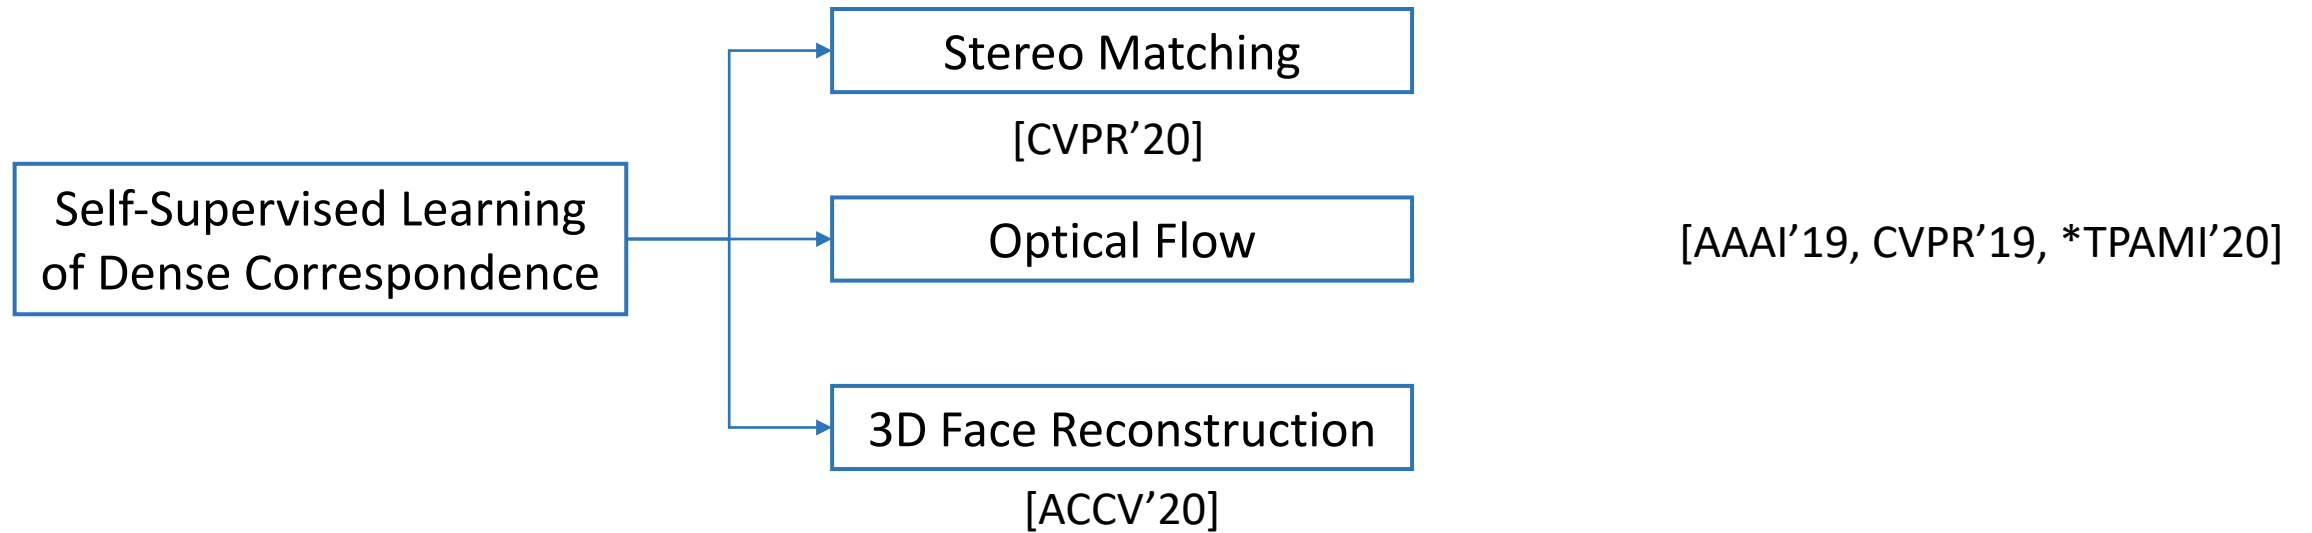 Stereo Matching
[CVPR’20]
Self-Supervised Learning
of Dense Correspondence
Optical Flow
[AAAI’19, CVPR’19, *TPAMI’20]
3D Face Reconstruction
[ACCV’20]